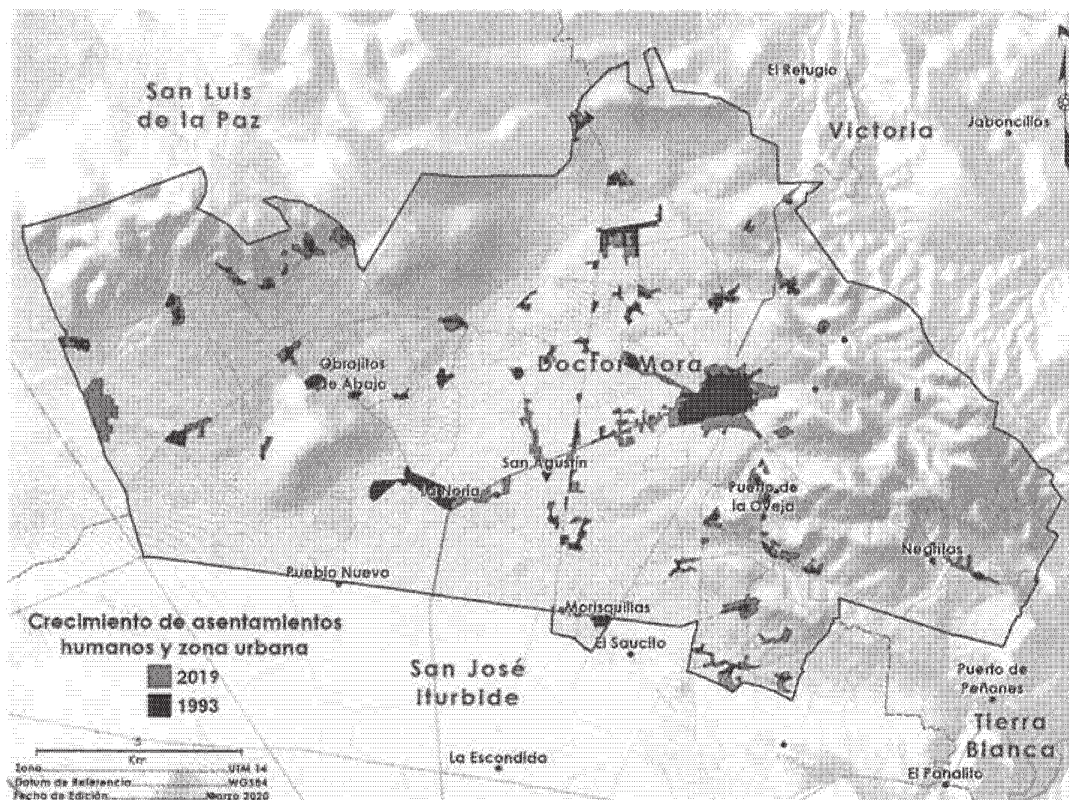 San Luis
de la Paz
El Refugio
Victoria
Jaboncillos
Obrajitos
de Abajo
Doctor Mora
San Agustín
La Noria
Puerto de
la Oveja
Negritas
Pueblo Nuevo
Morisquillas
El Saucito
Crecimiento de asentamientos
humanos y zona urbana
2019
1993
San José
Iturbide
Puerto de
Peñones
Tierra
Blanca
La Escondida
El Panalito
5
Km
Zona UTM 14
Datum de Referencia WGS84
Fecha de Edición Marzo 2020